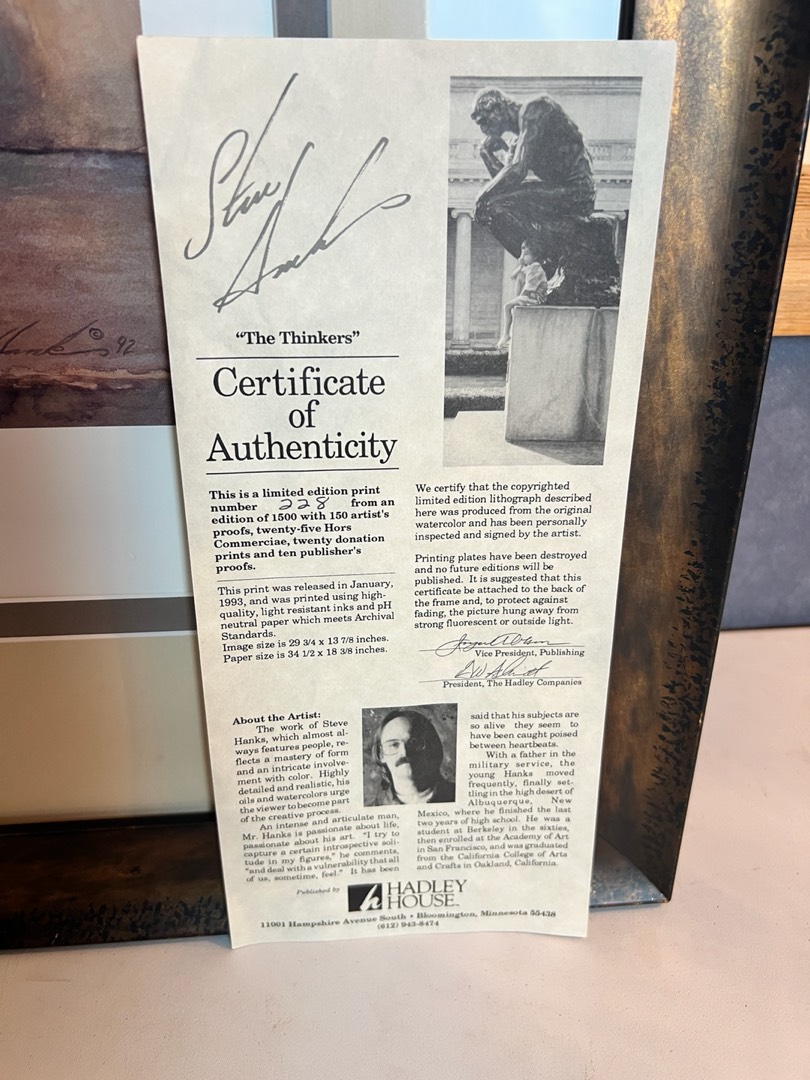 Steve
Hanks
"The Thinkers"
Certificate
of
Authenticity
This is a limited edition print
number 228 from an
edition of 1500 with 150 artist's
proofs, twenty-five Hors
Commerciae, twenty donation
prints and ten publisher's
proofs.
This print was released in January,
1993, and was printed using high-
quality, light resistant inks and pH
neutral paper which meets Archival
Standards.
Image size is 29 3/4 x 13 7/8 inches.
Paper size is 34 1/2 x 18 3/8 inches.
We certify that the copyrighted
limited edition lithograph described
here was produced from the original
watercolor and has been personally
inspected and signed by the artist.
Printing plates have been destroyed
and no future editions will be
published. It is suggested that this
certificate be attached to the back of
the frame and, to protect against
fading, the picture hung away from
strong fluorescent or outside light.
Vice President, Publishing
President, The Hadley Companies
About the Artist:
The work of Steve
Hanks, which almost al-
ways features people, re-
flects a mastery of form
and an intricate involve-
ment with color. Highly
detailed and realistic, his
oils and watercolors urge
the viewer to become part
of the creative process.
An intense and articulate man,
Mr. Hanks is passionate about life,
passionate about his art. "I try to
capture a certain introspective soli-
tude in my figures," he comments,
"and deal with a vulnerability that all
of us, sometime, feel." It has been
said that his subjects are
so alive they seem to
have been caught poised
between heartbeats.
With a father in the
military service, the
young Hanks moved
frequently, finally set-
tling in the high desert of
Albuquerque, New
Mexico, where he finished the last
two years of high school. He was a
student at Berkeley in the sixties,
then enrolled at the Academy of Art
in San Francisco, and was graduated
from the California College of Arts
and Crafts in Oakland, California.
Published by
h HADLEY
HOUSE™
11001 Hampshire Avenue South • Bloomington, Minnesota 55438
(612) 943-8474
Hanks © 92